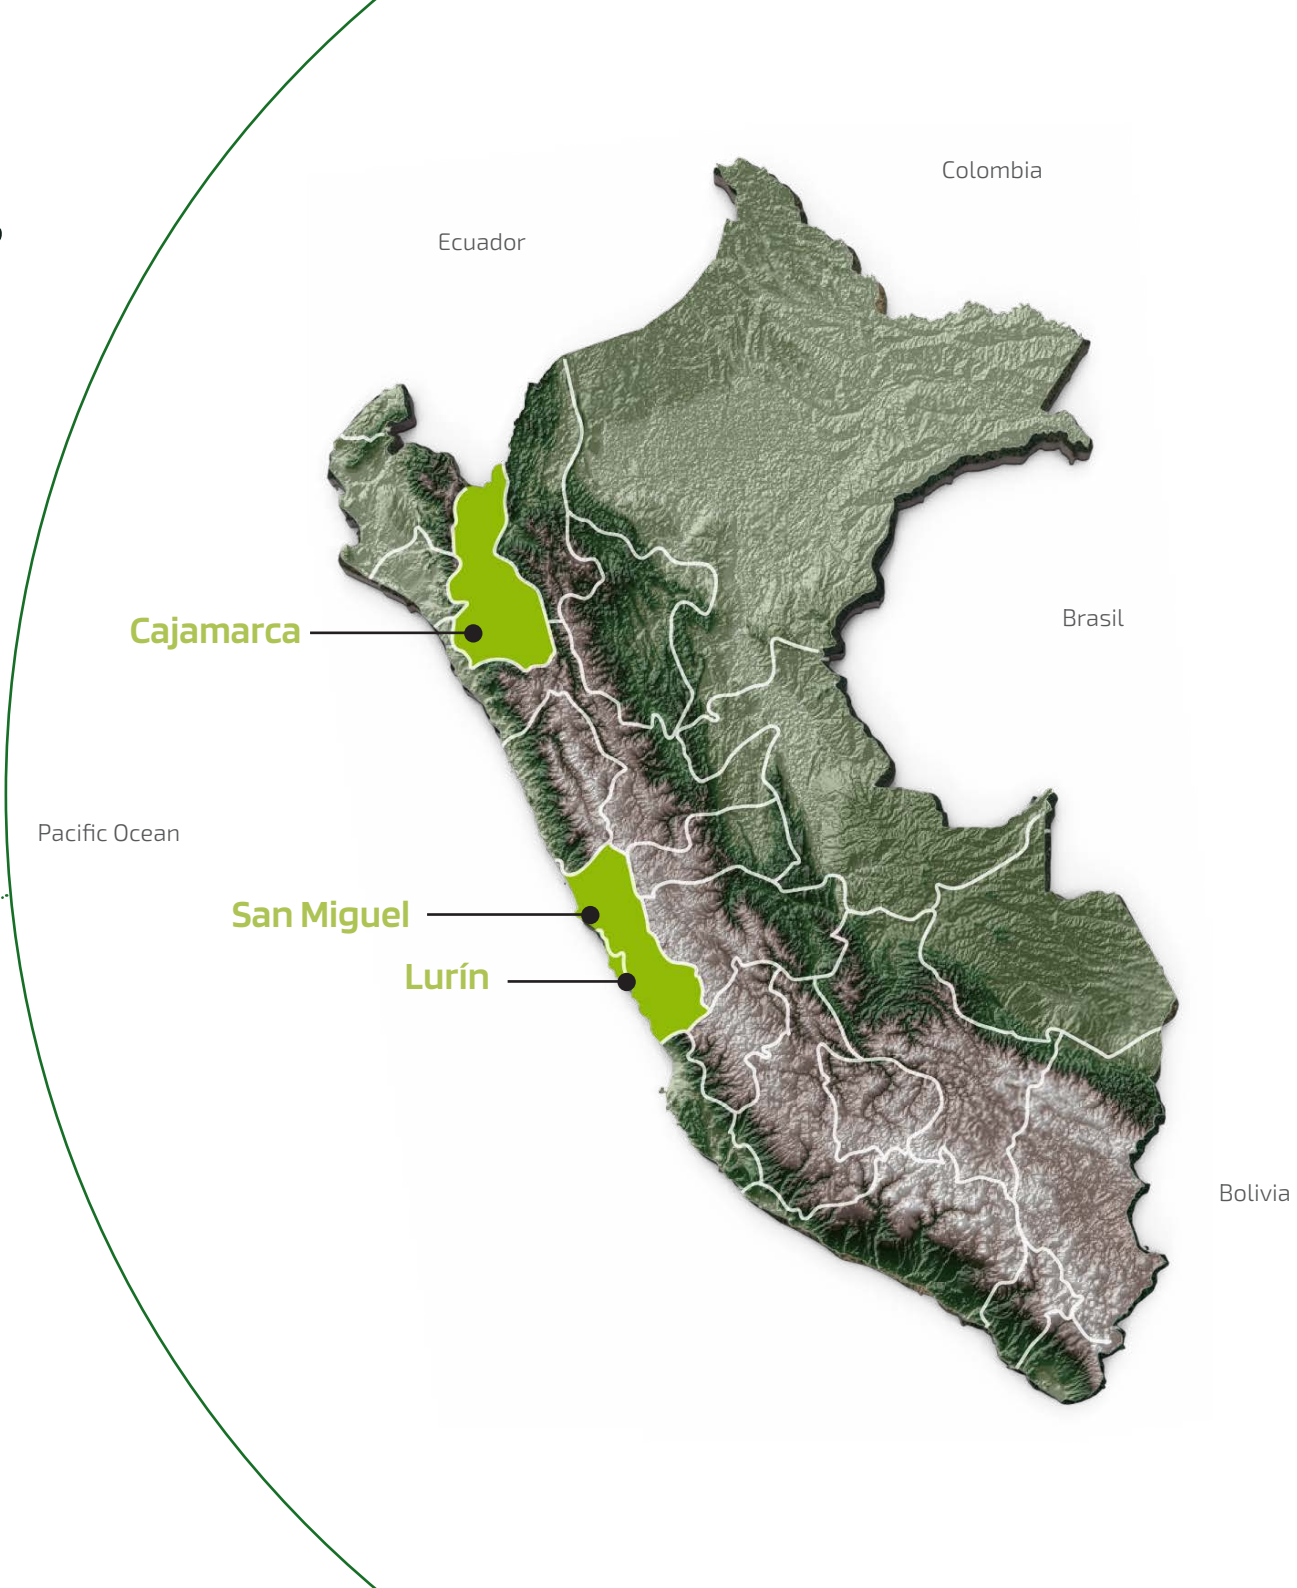 Colombia
Ecuador
Cajamarca
Brasil
Pacific Ocean
San Miguel
Lurín
Bolivia